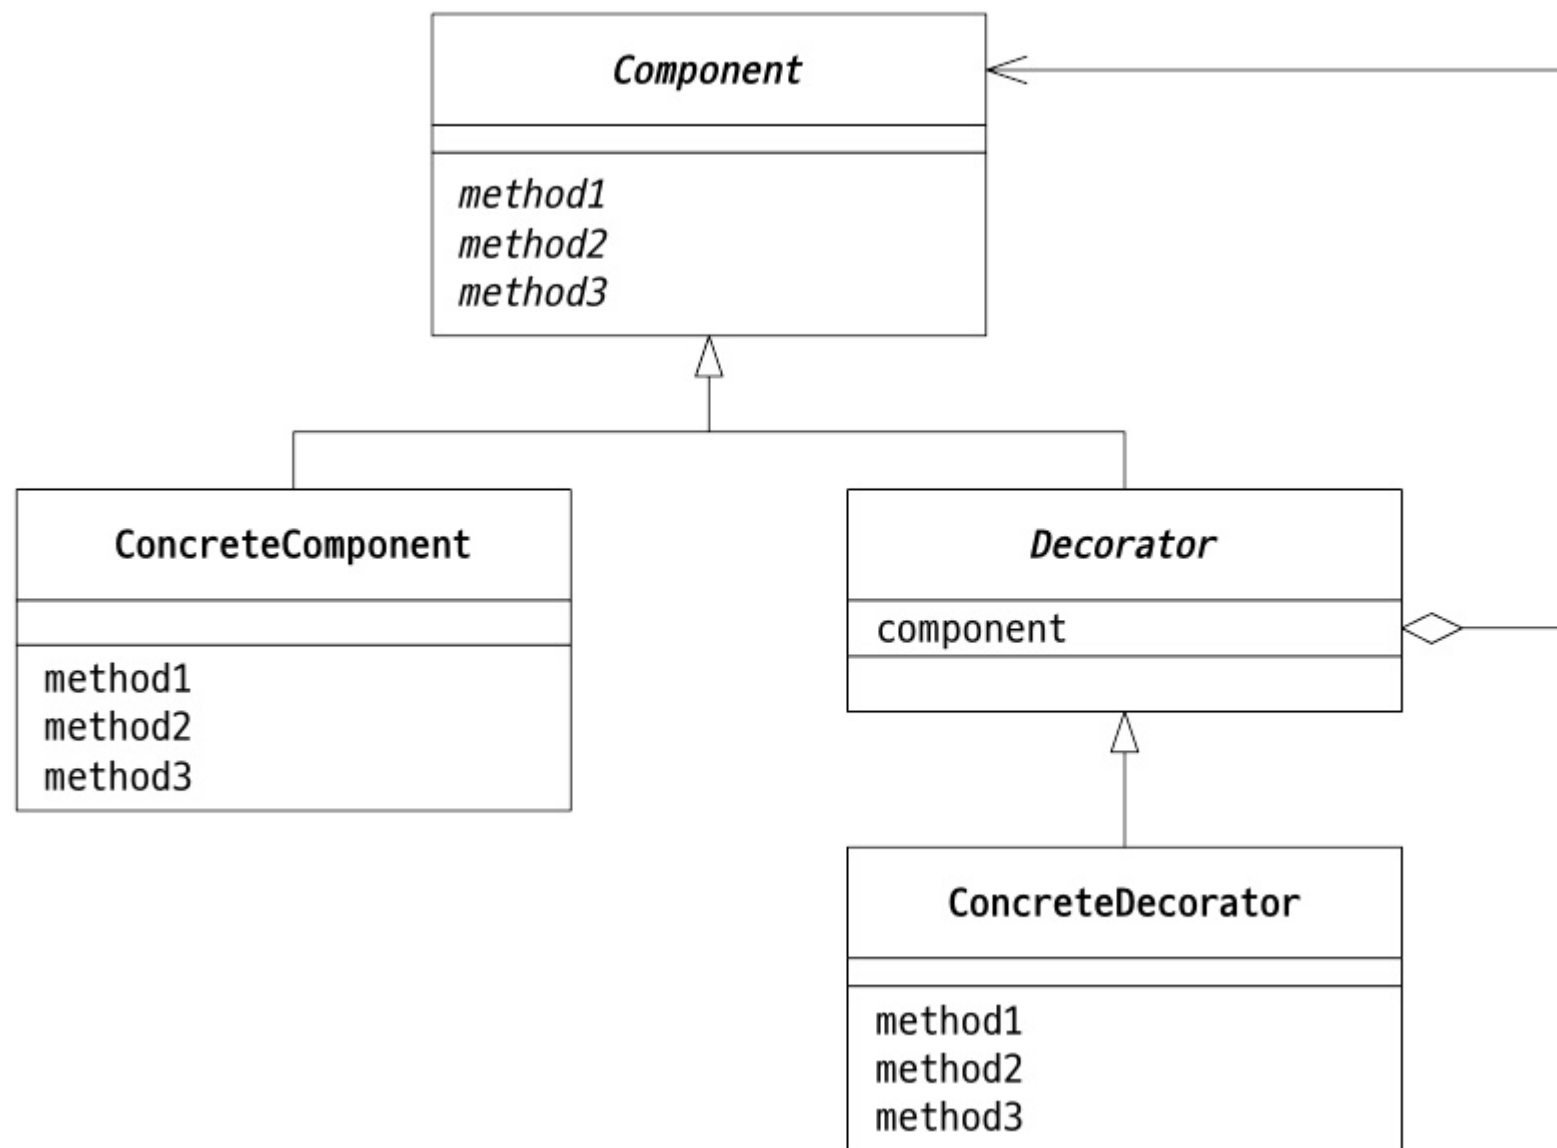 Component
method1
method2
method3
ConcreteComponent
method1
method2
method3
Decorator
component
ConcreteDecorator
method1
method2
method3